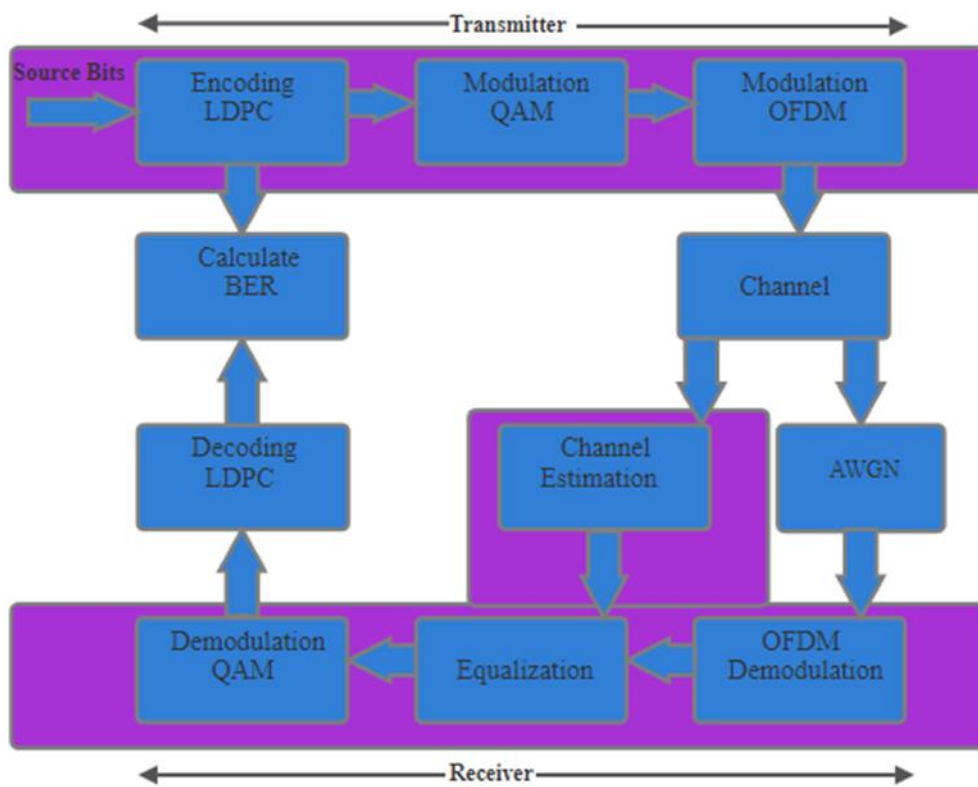 Transmitter
Source Bits
Encoding
LDPC
Modulation
QAM
Modulation
OFDM
Calculate
BER
Channel
Decoding
LDPC
Channel
Estimation
AWGN
Demodulation
QAM
Equalization
OFDM
Demodulation
Receiver